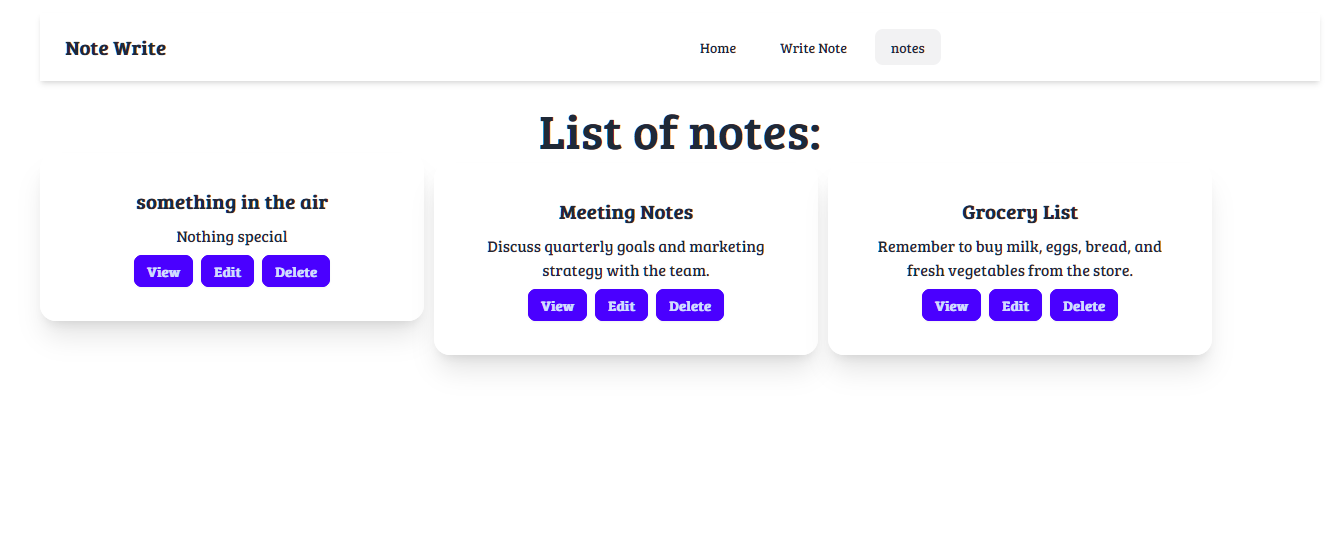 Note Write
Home
Write Note
notes
List of notes:
something in the air
Nothing special
View
Edit
Delete
Meeting Notes
Discuss quarterly goals and marketing
strategy with the team.
View
Edit
Delete
Grocery List
Remember to buy milk, eggs, bread, and
fresh vegetables from the store.
View
Edit
Delete